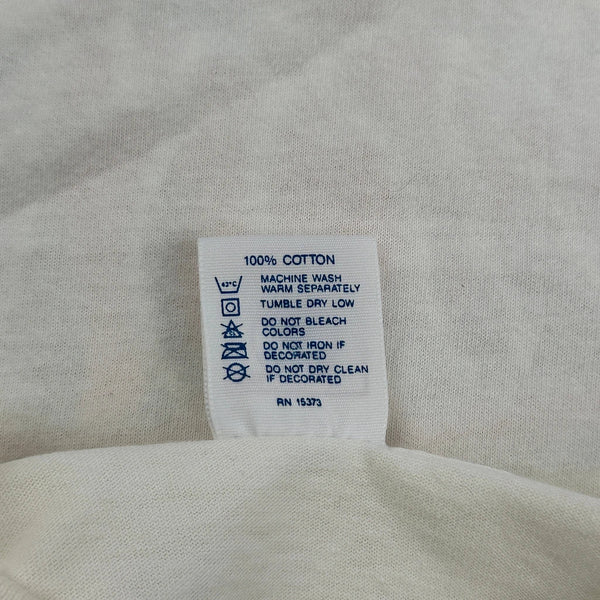 100% COTTON
MACHINE WASH
WARM SEPARATELY
TUMBLE DRY LOW
DO NOT BLEACH
COLORS
DO NOT IRON IF
DECORATED
DO NOT DRY CLEAN
IF DECORATED
RN 15373